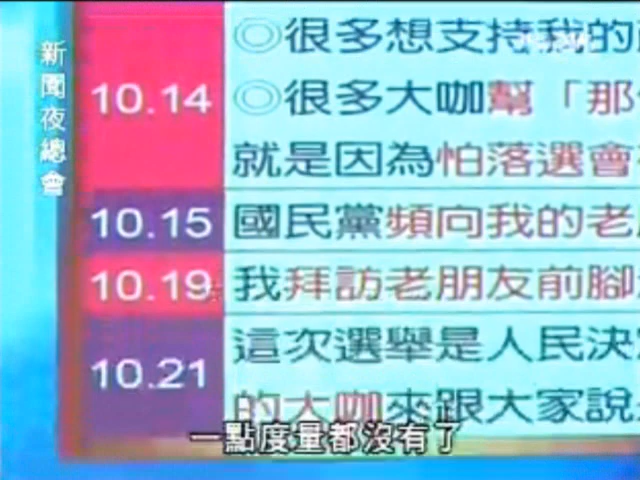 新聞夜總會
10.14
◎很多想支持我的
◎很多大咖幫「那
就是因為怕落選會
10.15
國民黨頻向我的老
10.19
我拜訪老朋友前腳
10.21
這次選舉是人民決
的大咖來跟大家說
一點度量都沒有了